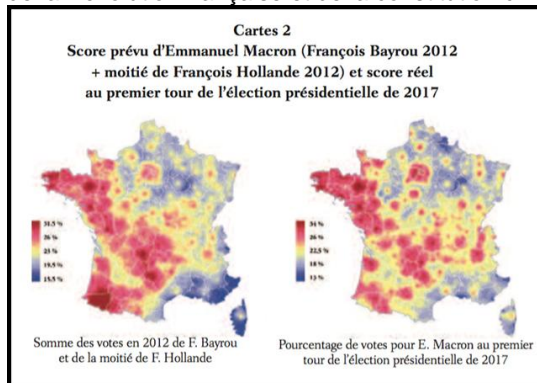 Cartes 2
Score prévu d'Emmanuel Macron (François Bayrou 2012
+ moitié de François Hollande 2012) et score réel
au premier tour de l'élection présidentielle de 2017
31.5 %
26 %
23 %
19.5 %
15.5 %
31 %
26 %
22.5 %
18 %
13 %
Somme des votes en 2012 de F. Bayrou
et de la moitié de F. Hollande
Pourcentage de votes pour E. Macron au premier
tour de l'élection présidentielle de 2017